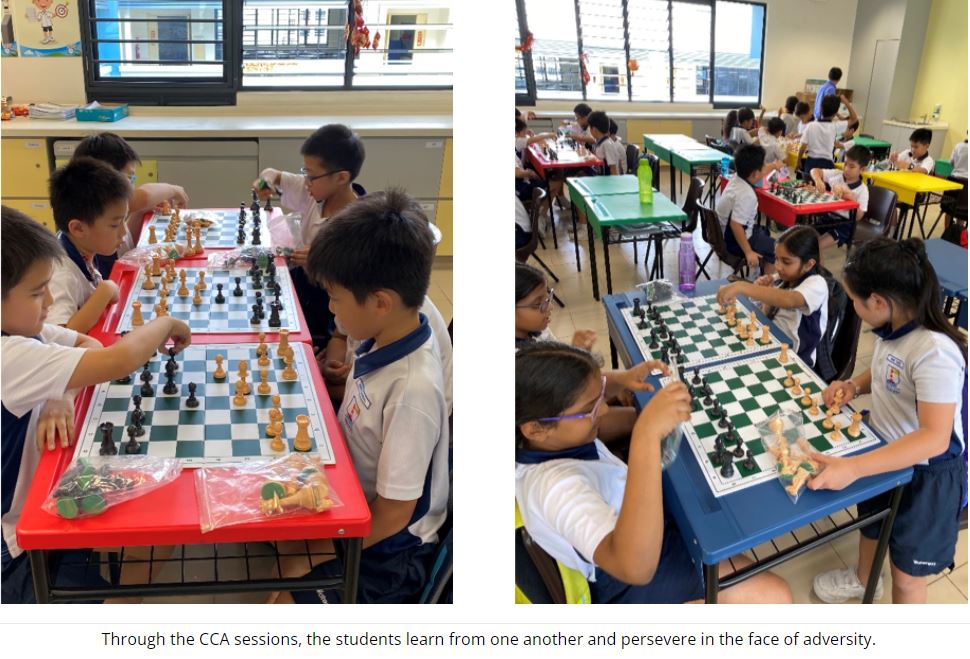 Through the CCA sessions, the students learn from one another and persevere in the face of adversity.